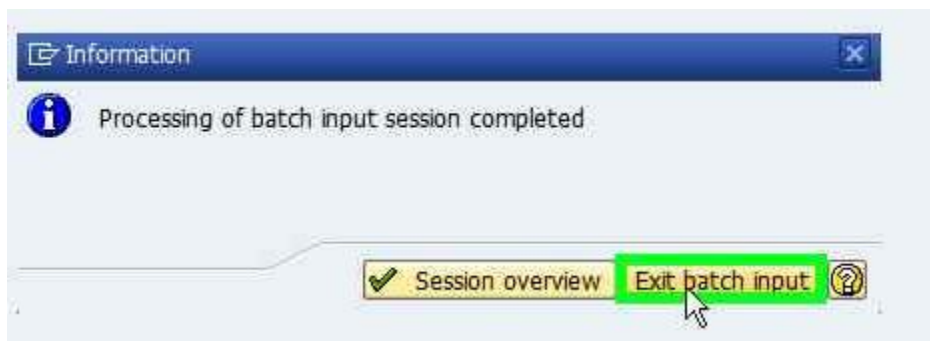 Information
Processing of batch input session completed
Session overview Exit batch input